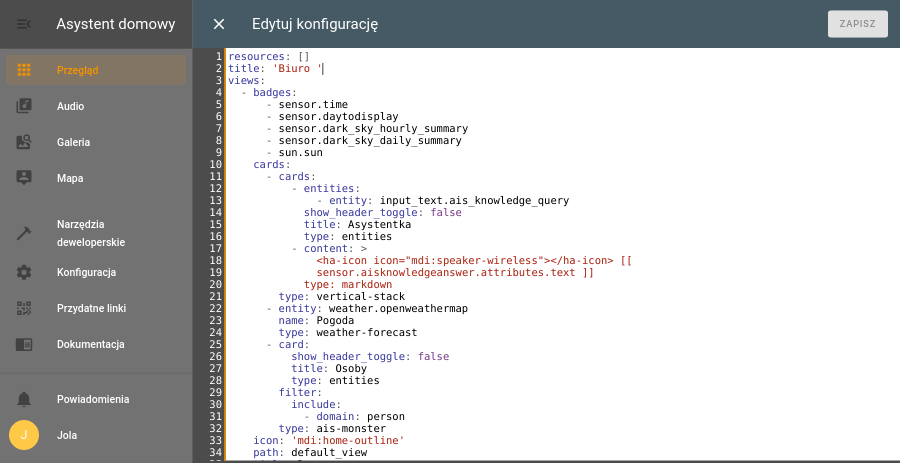 Asystent domowy
Przegląd
Audio
Galeria
Mapa
Narzędzia
deweloperskie
Konfiguracja
Przydatne linki
Dokumentacja
Powiadomienia
J
Jola
Edytuj konfigurację
ZAPISZ
1 resources: []
2 title: 'Biuro '
3 views:
4   - badges:
5       - sensor.time
6       - sensor.daytodisplay
7       - sensor.dark_sky_hourly_summary
8       - sensor.dark_sky_daily_summary
9       - sun.sun
10     cards:
11       - cards:
12           - entities:
13               - entity: input_text.ais_knowledge_query
14             show_header_toggle: false
15             title: Asystentka
16             type: entities
17           - content: >
18               <ha-icon icon="mdi:speaker-wireless"></ha-icon> [[
19               sensor.aisknowledgeanswer.attributes.text ]]
20             type: markdown
21         type: vertical-stack
22       - entity: weather.openweathermap
23         name: Pogoda
24         type: weather-forecast
25       - card:
26           show_header_toggle: false
27           title: Osoby
28           type: entities
29         filter:
30           include:
31             - domain: person
32         type: ais-monster
33     icon: 'mdi:home-outline'
34     path: default_view